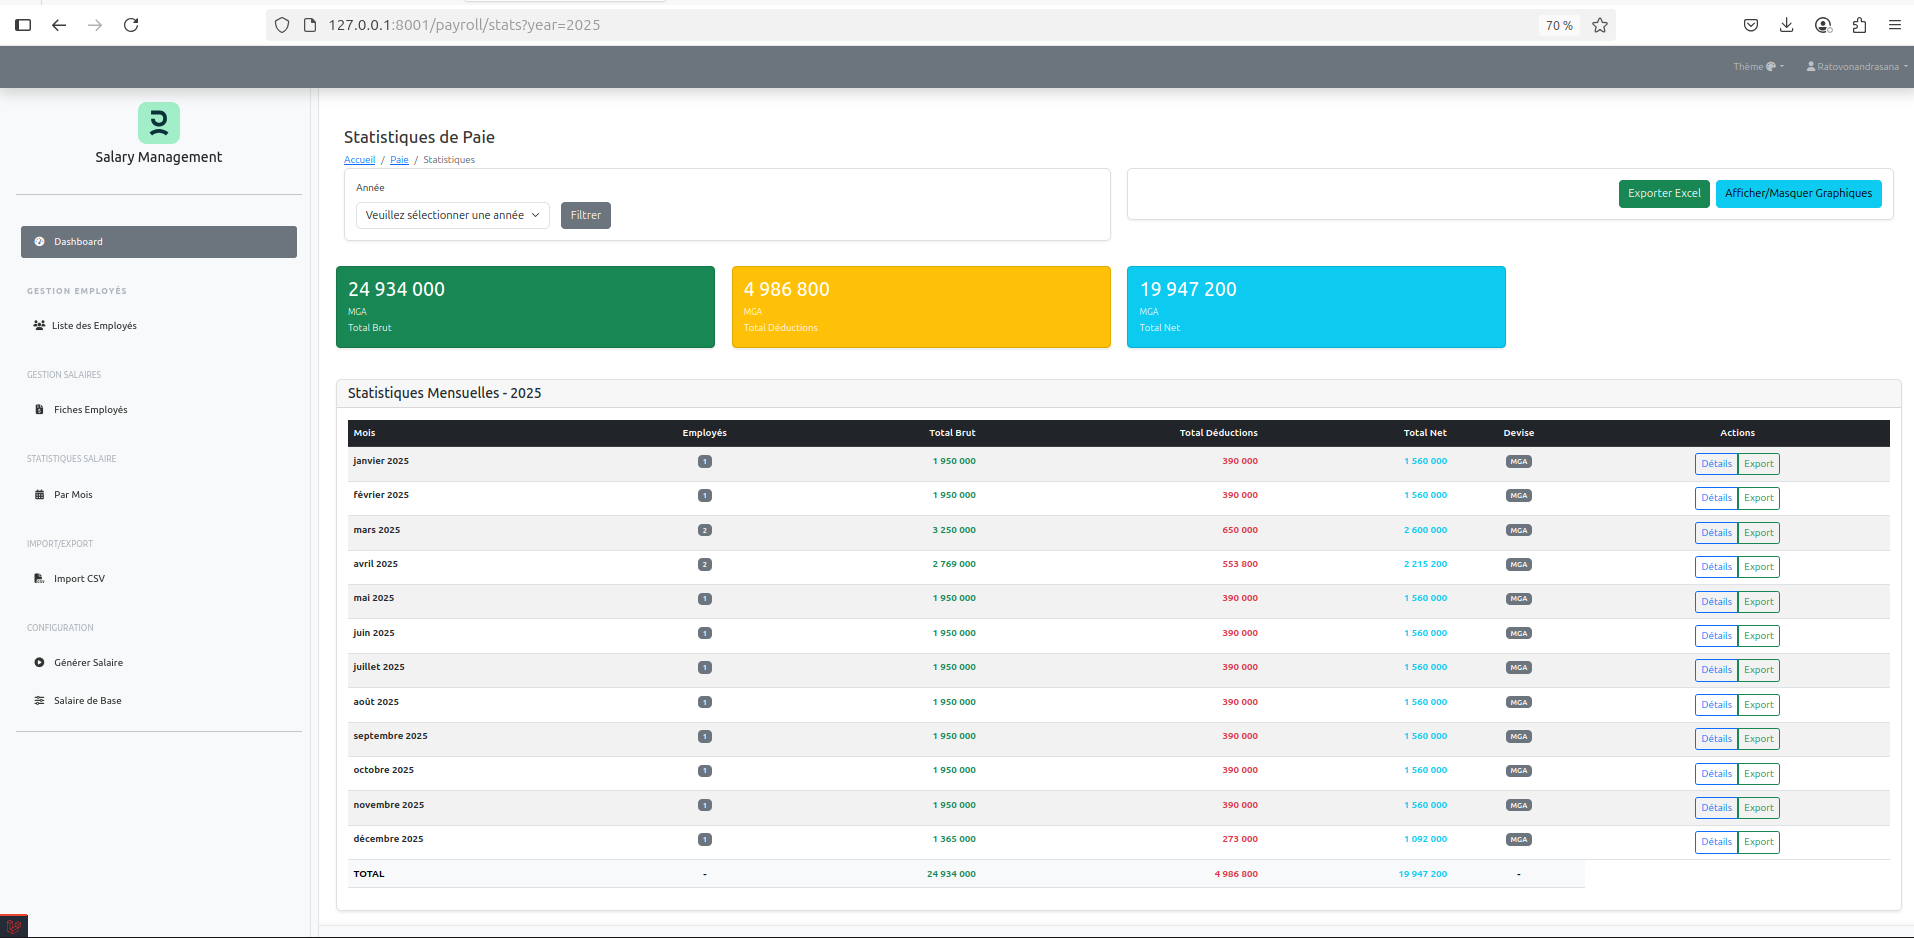 127.0.0.1:8001/payroll/stats?year=2025
70 %
Thème
Ratovonandrasana
Salary Management
Dashboard
GESTION EMPLOYÉS
Liste des Employés
GESTION SALAIRES
Fiches Employés
STATISTIQUES SALAIRE
Par Mois
IMPORT/EXPORT
Import CSV
CONFIGURATION
Générer Salaire
Salaire de Base
Statistiques de Paie
Accueil / Paie / Statistiques
Année
Veuillez sélectionner une année
Filtrer
Exporter Excel
Afficher/Masquer Graphiques
24 934 000
MGA
Total Brut
4 986 800
MGA
Total Déductions
19 947 200
MGA
Total Net
Statistiques Mensuelles - 2025
Mois Employés Total Brut Total Déductions Total Net Devise Actions
janvier 2025 1 1 950 000 390 000 1 560 000 MGA Détails Export
février 2025 1 1 950 000 390 000 1 560 000 MGA Détails Export
mars 2025 2 3 250 000 650 000 2 600 000 MGA Détails Export
avril 2025 2 2 769 000 553 800 2 215 200 MGA Détails Export
mai 2025 1 1 950 000 390 000 1 560 000 MGA Détails Export
juin 2025 1 1 950 000 390 000 1 560 000 MGA Détails Export
juillet 2025 1 1 950 000 390 000 1 560 000 MGA Détails Export
août 2025 1 1 950 000 390 000 1 560 000 MGA Détails Export
septembre 2025 1 1 950 000 390 000 1 560 000 MGA Détails Export
octobre 2025 1 1 950 000 390 000 1 560 000 MGA Détails Export
novembre 2025 1 1 950 000 390 000 1 560 000 MGA Détails Export
décembre 2025 1 1 365 000 273 000 1 092 000 MGA Détails Export
TOTAL - 24 934 000 4 986 800 19 947 200 -